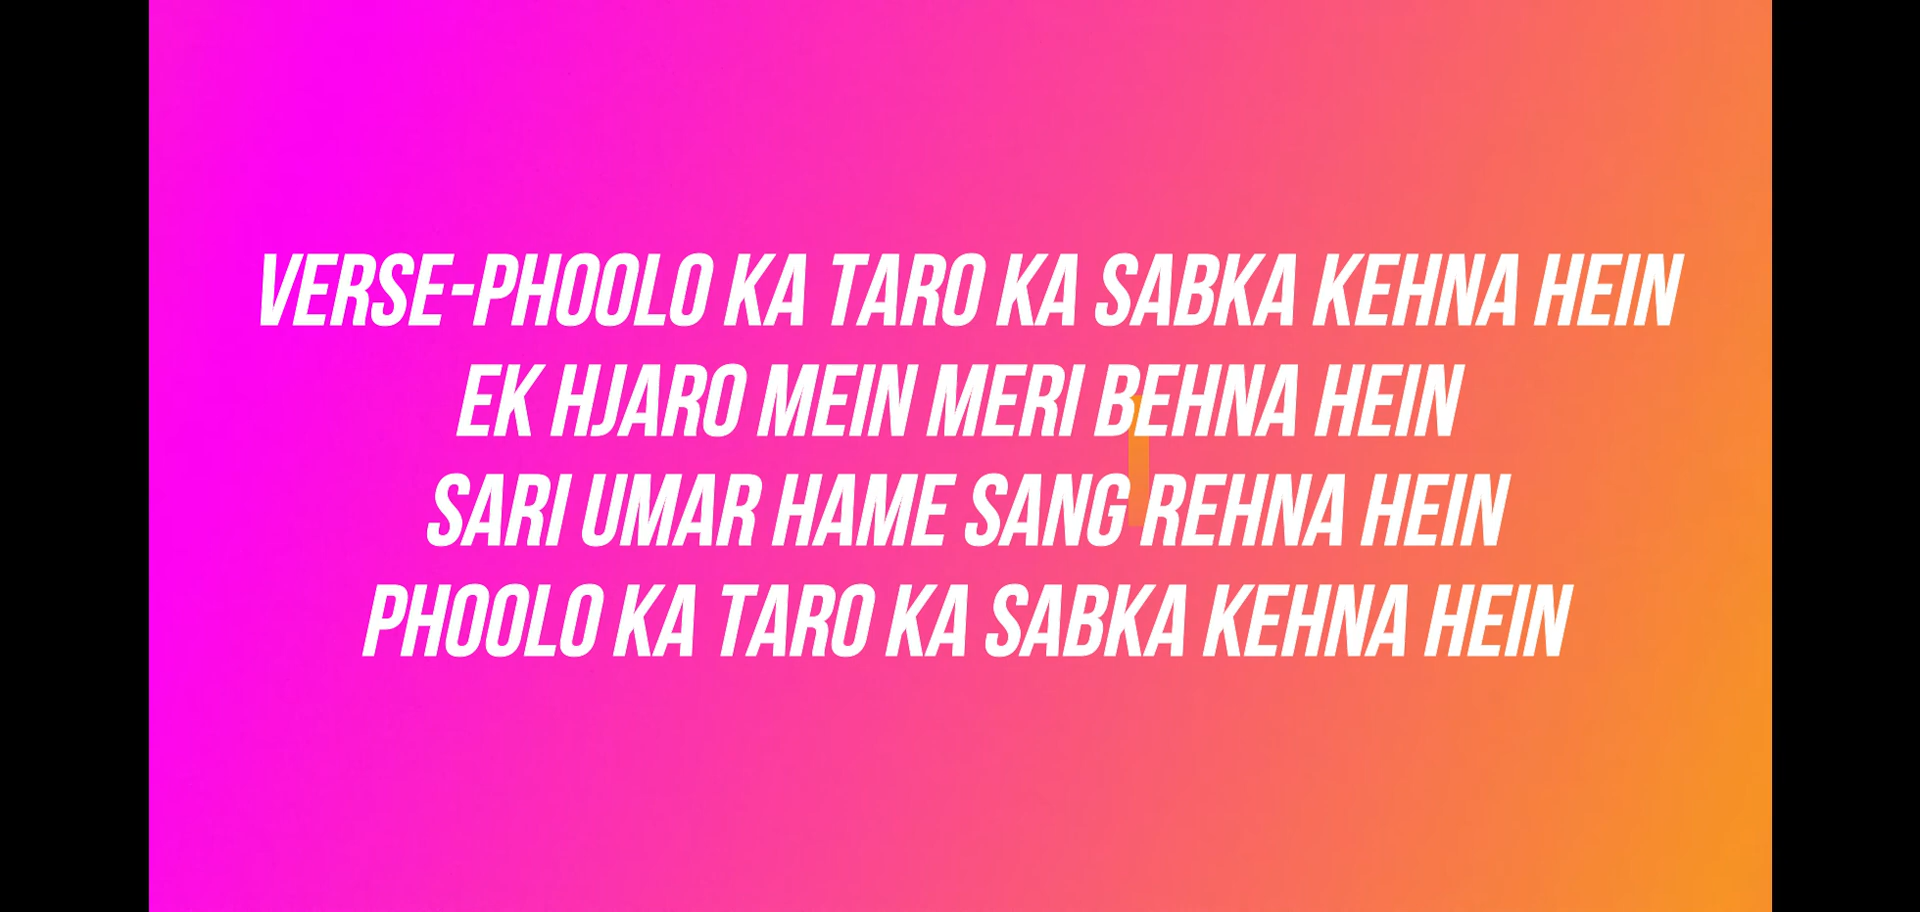 VERSE-PHOOLO KA TARO KA SABKA KEHNA HEIN
EK HJARO MEIN MERI BEHNA HEIN
SARI UMAR HAME SANG REHNA HEIN
PHOOLO KA TARO KA SABKA KEHNA HEIN